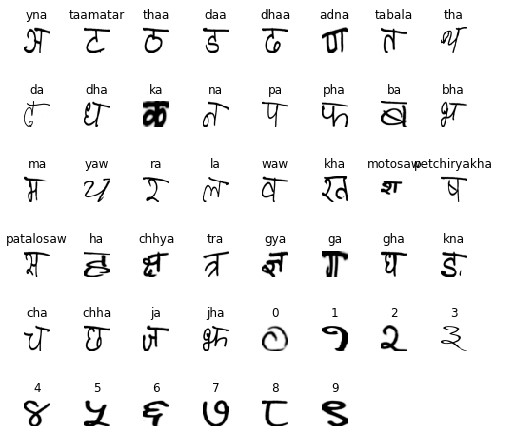 yna taamatar thaa daa dhaa adna tabala tha
ञ ट ठ ड ढ ण त थ
da dha ka na pa pha ba bha
द ध क न प फ ब भ
ma yaw ra la waw kha motosaw petchiryakha
म य र ल व ख श ष
patalosaw ha chhya tra gya ga gha kna
स ह क्ष त्र ज्ञ ग घ ङ
cha chha ja jha 0 1 2 3
च छ ज झ ० १ २ ३
4 5 6 7 8 9
४ ५ ६ ७ ८ ९